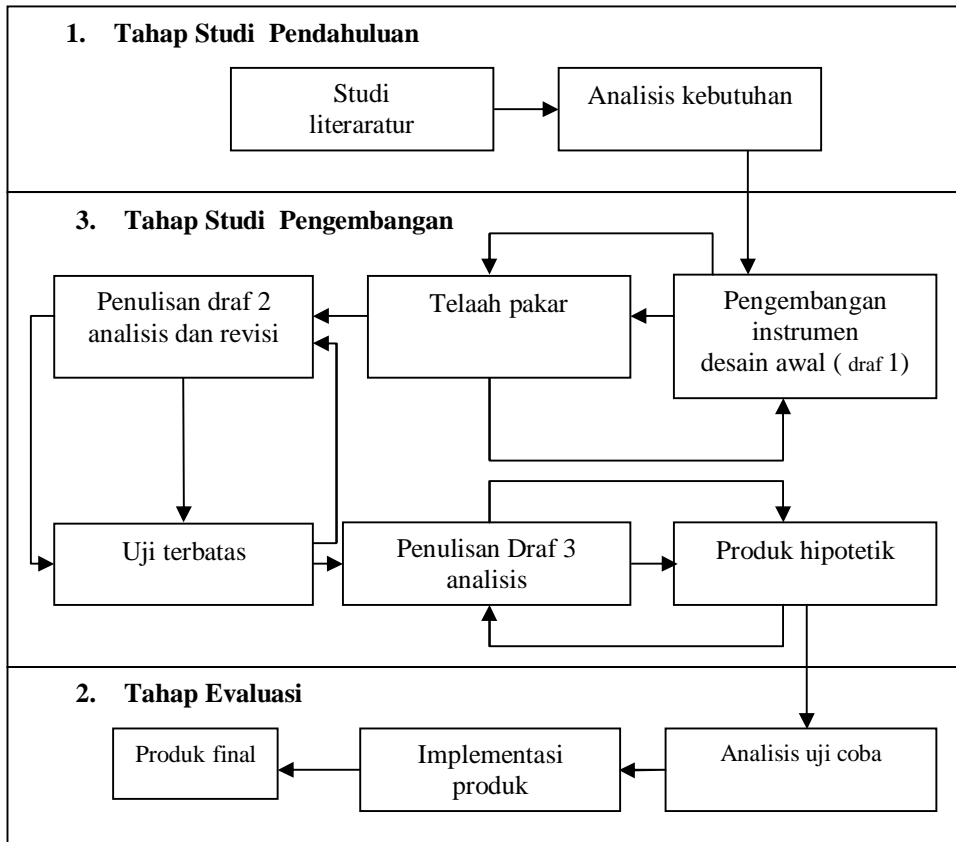 1. Tahap Studi Pendahuluan
Studi
literaratur
Analisis kebutuhan
3. Tahap Studi Pengembangan
Penulisan draf 2
analisis dan revisi
Telaah pakar
Pengembangan
instrumen
desain awal ( draf 1)
Uji terbatas
Penulisan Draf 3
analisis
Produk hipotetik
2. Tahap Evaluasi
Produk final
Implementasi
produk
Analisis uji coba